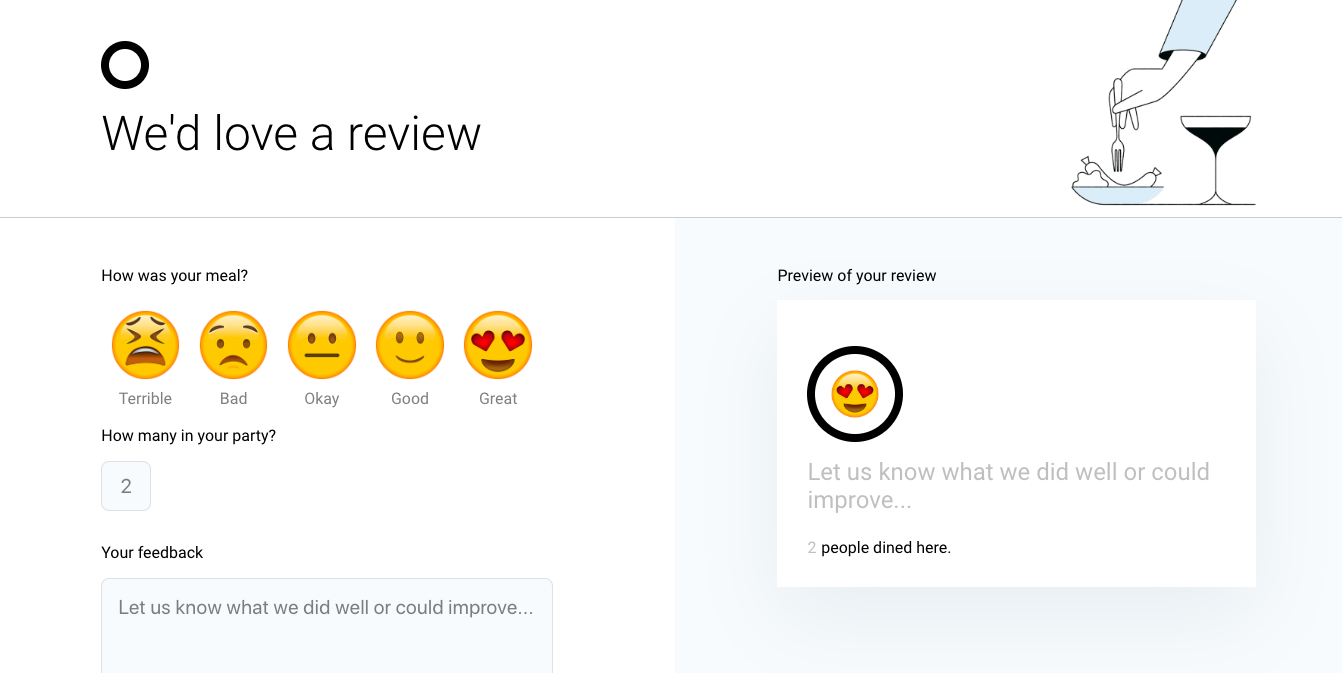 We'd love a review
How was your meal?
Terrible
Bad
Okay
Good
Great
How many in your party?
2
Your feedback
Let us know what we did well or could improve...
Preview of your review
Let us know what we did well or could
improve...
2 people dined here.